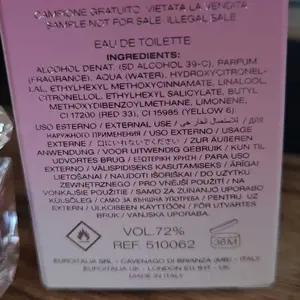 CAMPIONE GRATUITO VIETATA LA VENDITA
SAMPLE NOT FOR SALE ILLEGAL SALE
EAU DE TOILETTE
INGREDIENTS:
ALCOHOL DENAT. (SD ALCOHOL 39-C), PARFUM
(FRAGRANCE), AQUA (WATER), HYDROXYCITRONEL-
LAL, ETHYLHEXYL METHOXYCINNAMATE, LINALOOL,
CITRONELLOL, ETHYLHEXYL SALICYLATE, BUTYL
METHOXYDIBENZOYLMETHANE, LIMONENE,
CI 17200 (RED 33), CI 15985 (YELLOW 6)
USO ESTERNO / EXTERNAL USE / للاستعمال الخارجي / ДЛЯ
НАРУЖНОГО ПРИМЕНЕНИЯ / USO EXTERNO / USAGE
EXTERNE / / ZUR ÄUßEREN
ANWENDUNG / VOOR UITWENDIG GEBRUIK / KUN TIL
UDVORTES BRUG / ΕΞΩΤΕΡΙΚΗ ΧΡΗΣΗ / PARA USO
EXTERNO / VÄLISPIDISEKS KASUTAMISEKS / ĀRĪGAI
LIETOŠANAI / NAUDOTI IŠORIŠKAI / DO UŻYTKU
ZEWNĘTRZNEGO / PRO VNĚJŠÍ POUŽITÍ / NA
VONKAJŠIE POUŽITIE / SAMO ZA ZUNANJO UPORABO
KÜLSŐLEG / САМО ЗА ВЪНШНА УПОТРЕБА / PENTRU UZ
EXTERN / ULKOISEEN KÄYTTÖÖN / FÖR UTVÄRTES
BRUK / VANJSKA UPORABA.
VOL.72%
REF. 510062
36M
EUROITALIA SRL - CAVENAGO DI BRIANZA (MB) - ITALY
EUROITALIA UK - LONDON - UK
MADE IN ITALY